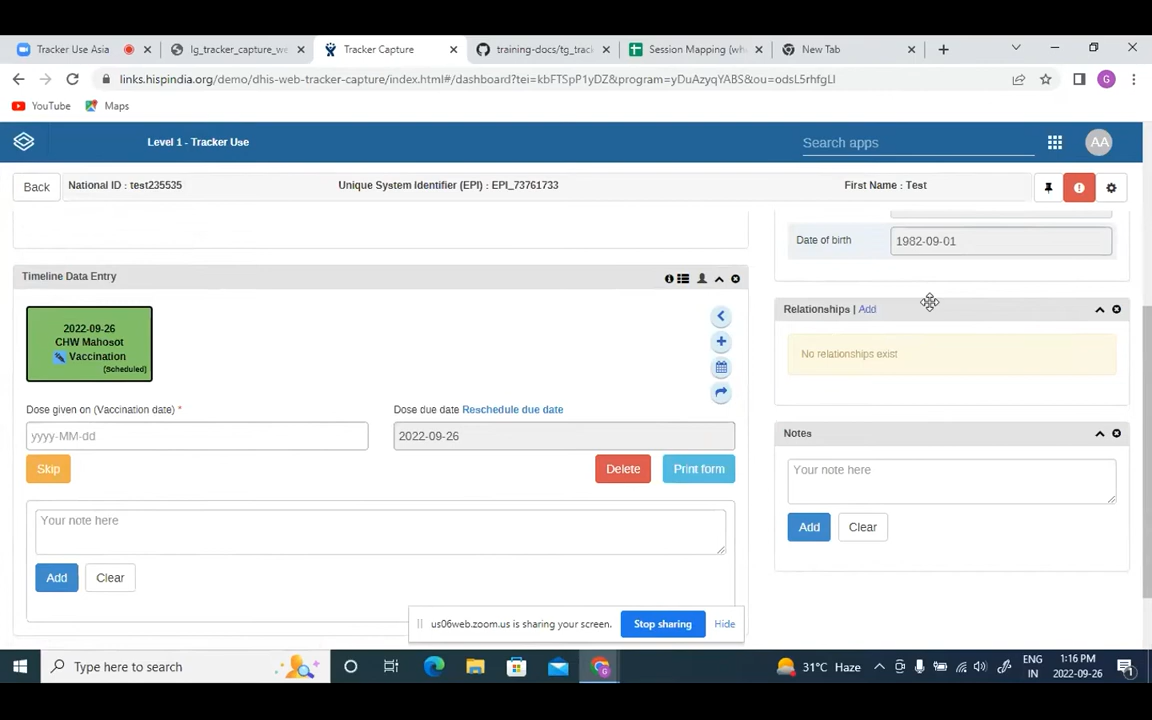 Tracker Use Asia
lg_tracker_capture_we
Tracker Capture
training-docs/tg_track
Session Mapping (wh
New Tab
links.hispindia.org/demo/dhis-web-tracker-capture/index.html#/dashboard?tei=kbFTSpP1yDZ&program=yDuAzyqYABS&ou=odsL5rhfgLI
G
YouTube
Maps
Level 1 - Tracker Use
Search apps
AA
Back
National ID : test235535
Unique System Identifier (EPI) : EPI_73761733
First Name : Test
Date of birth
1982-09-01
Timeline Data Entry
2022-09-26
CHW Mahosot
Vaccination
(Scheduled)
Dose given on (Vaccination date) *
yyyy-MM-dd
Dose due date Reschedule due date
2022-09-26
Skip
Delete
Print form
Your note here
Add
Clear
Relationships | Add
No relationships exist
Notes
Your note here
Add
Clear
us06web.zoom.us is sharing your screen.
Stop sharing
Hide
Type here to search
31°C Haze
ENG
IN
1:16 PM
2022-09-26
1